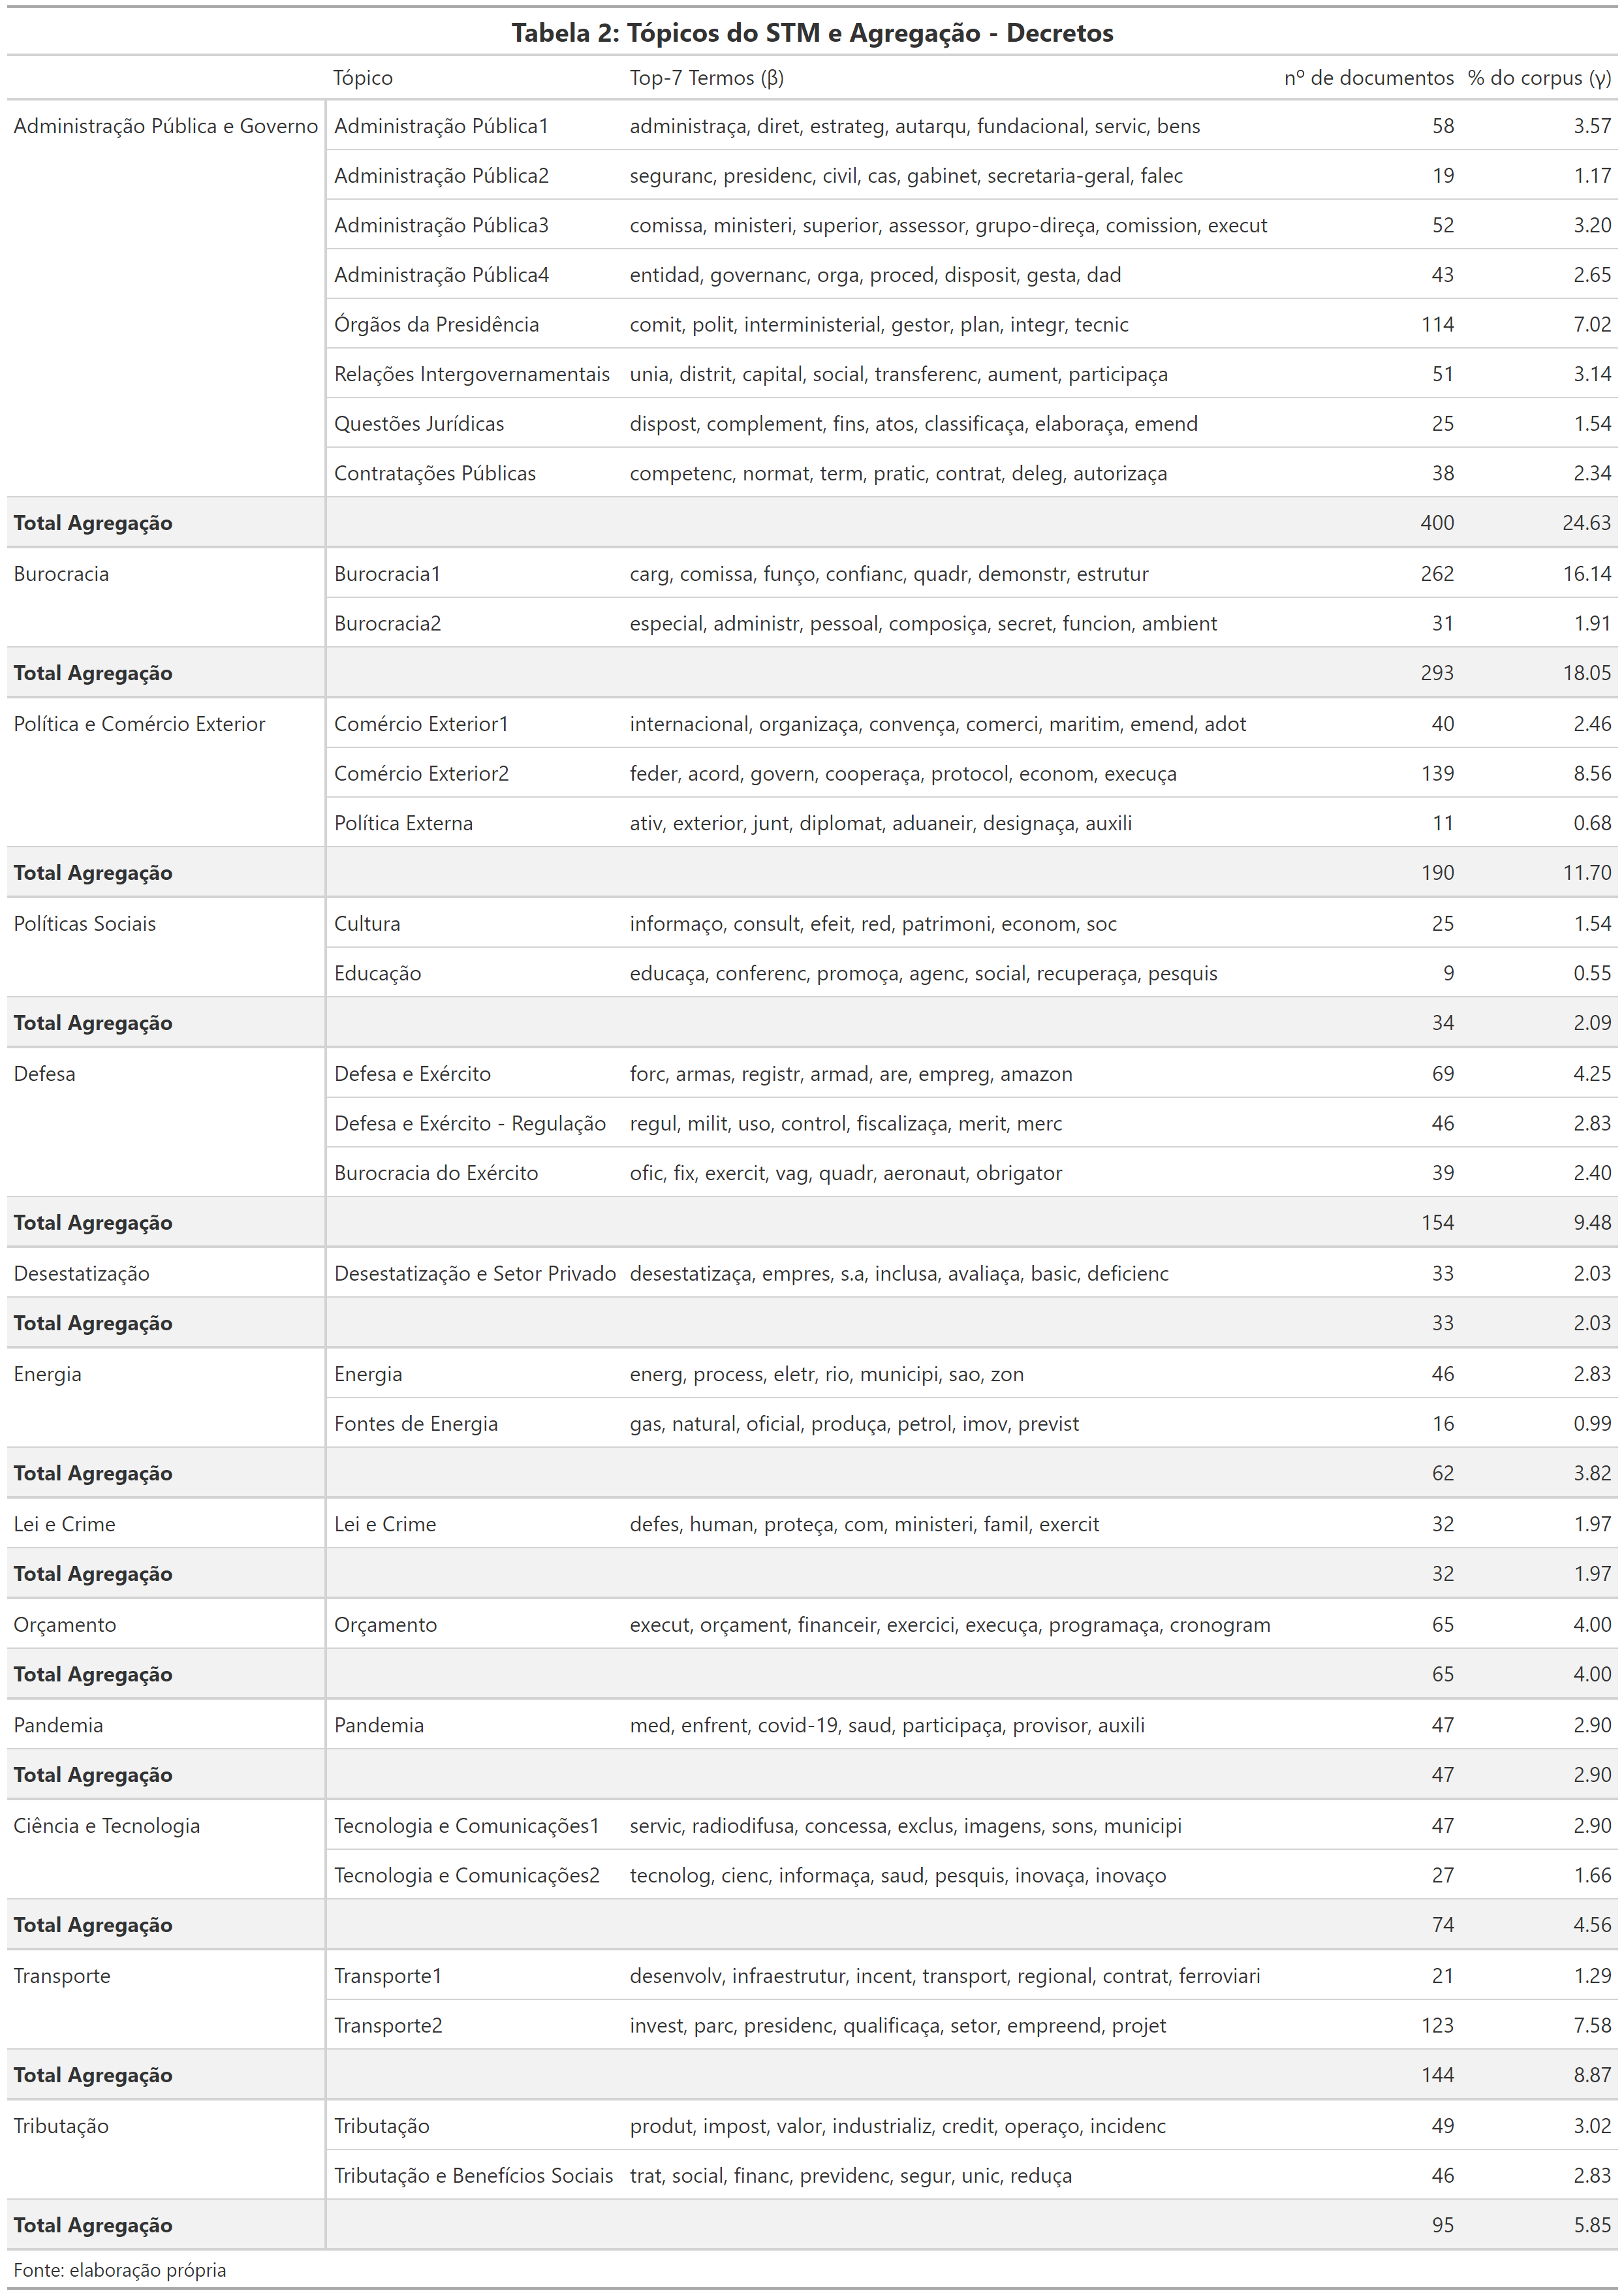 Tabela 2: Tópicos do STM e Agregação - Decretos
Tópico Top-7 Termos (β) nº de documentos % do corpus (γ)
Administração Pública e Governo Administração Pública1 administraça, diret, estrateg, autarqu, fundacional, servic, bens 58 3.57
Administração Pública2 seguranc, presidenc, civil, cas, gabinet, secretaria-geral, falec 19 1.17
Administração Pública3 comissa, ministeri, superior, assessor, grupo-direça, comission, execut 52 3.20
Administração Pública4 entidad, governanc, orga, proced, disposit, gesta, dad 43 2.65
Órgãos da Presidência comit, polit, interministerial, gestor, plan, integr, tecnic 114 7.02
Relações Intergovernamentais unia, distrit, capital, social, transferenc, aument, participaça 51 3.14
Questões Jurídicas dispost, complement, fins, atos, classificaça, elaboraça, emend 25 1.54
Contratações Públicas competenc, normat, term, pratic, contrat, deleg, autorizaça 38 2.34
Total Agregação 400 24.63
Burocracia Burocracia1 carg, comissa, funço, confianc, quadr, demonstr, estrutur 262 16.14
Burocracia2 especial, administr, pessoal, composiça, secret, funcion, ambient 31 1.91
Total Agregação 293 18.05
Política e Comércio Exterior Comércio Exterior1 internacional, organizaça, convença, comerci, maritim, emend, adot 40 2.46
Comércio Exterior2 feder, acord, govern, cooperaça, protocol, econom, execuça 139 8.56
Política Externa ativ, exterior, junt, diplomat, aduaneir, designaça, auxili 11 0.68
Total Agregação 190 11.70
Políticas Sociais Cultura informaço, consult, efeit, red, patrimoni, econom, soc 25 1.54
Educação educaça, conferenc, promoça, agenc, social, recuperaça, pesquis 9 0.55
Total Agregação 34 2.09
Defesa Defesa e Exército forc, armas, registr, armad, are, empreg, amazon 69 4.25
Defesa e Exército - Regulação regul, milit, uso, control, fiscalizaça, merit, merc 46 2.83
Burocracia do Exército ofic, fix, exercit, vag, quadr, aeronaut, obrigator 39 2.40
Total Agregação 154 9.48
Desestatização Desestatização e Setor Privado desestatizaça, empres, s.a, inclusa, avaliaça, basic, deficienc 33 2.03
Total Agregação 33 2.03
Energia Energia energ, process, eletr, rio, municipi, sao, zon 46 2.83
Fontes de Energia gas, natural, oficial, produça, petrol, imov, previst 16 0.99
Total Agregação 62 3.82
Lei e Crime Lei e Crime defes, human, proteça, com, ministeri, famil, exercit 32 1.97
Total Agregação 32 1.97
Orçamento Orçamento execut, orçament, financeir, exercici, execuça, programaça, cronogram 65 4.00
Total Agregação 65 4.00
Pandemia Pandemia med, enfrent, covid-19, saud, participaça, provisor, auxili 47 2.90
Total Agregação 47 2.90
Ciência e Tecnologia Tecnologia e Comunicações1 servic, radiodifusa, concessa, exclus, imagens, sons, municipi 47 2.90
Tecnologia e Comunicações2 tecnolog, cienc, informaça, saud, pesquis, inovaça, inovaço 27 1.66
Total Agregação 74 4.56
Transporte Transporte1 desenvolv, infraestrutur, incent, transport, regional, contrat, ferroviari 21 1.29
Transporte2 invest, parc, presidenc, qualificaça, setor, empreend, projet 123 7.58
Total Agregação 144 8.87
Tributação Tributação produt, impost, valor, industrializ, credit, operaço, incidenc 49 3.02
Tributação e Benefícios Sociais trat, social, financ, previdenc, segur, unic, reduça 46 2.83
Total Agregação 95 5.85
Fonte: elaboração própria